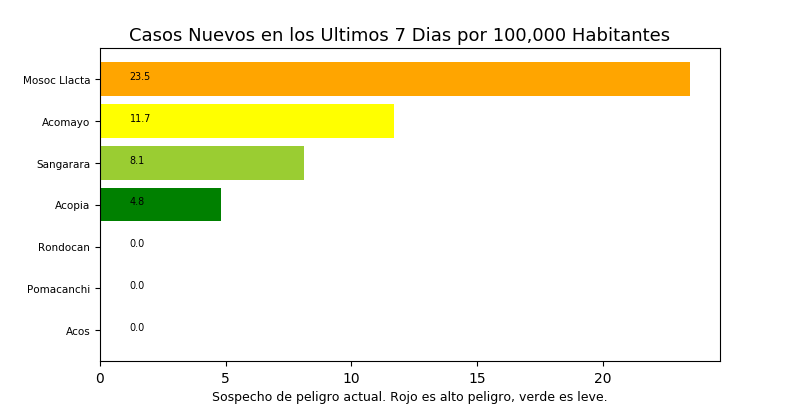 Casos Nuevos en los Ultimos 7 Dias por 100,000 Habitantes
Mosoc Llacta 23.5
Acomayo 11.7
Sangarara 8.1
Acopia 4.8
Rondocan 0.0
Pomacanchi 0.0
Acos 0.0
0 5 10 15 20
Sospecho de peligro actual. Rojo es alto peligro, verde es leve.